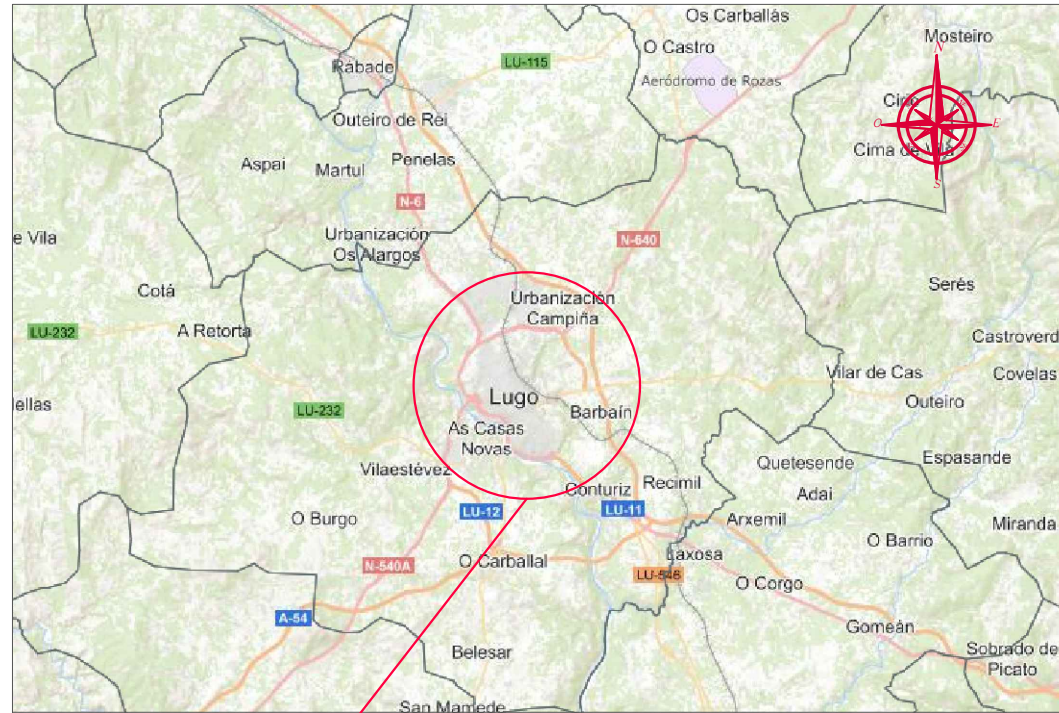 Os Carballás
Mosteiro
O Castro
N
LU-115
Rábade
Aeródromo de Rozas
Cirio
Outeiro de Rei
O
E
Cima de Vila
Penelas
Aspai
Martul
S
N-6
Urbanización
Os Alargos
N-640
e Vila
Serés
Cotá
Urbanización
Campiña
A Retorta
LU-232
Castroverd
Vilar de Cas
Covelas
Lugo
Outeiro
ellas
LU-232
Barbaín
As Casas
Novas
Espasande
Quetesende
Vilaestévez
Recimil
Conturiz
Adai
LU-12
LU-11
O Burgo
Arxemil
Miranda
O Barrio
Laxosa
N-540A
O Carballal
LU-546
O Corgo
A-54
Gomeán
Belesar
Sobrado de
Picato
San Mamede